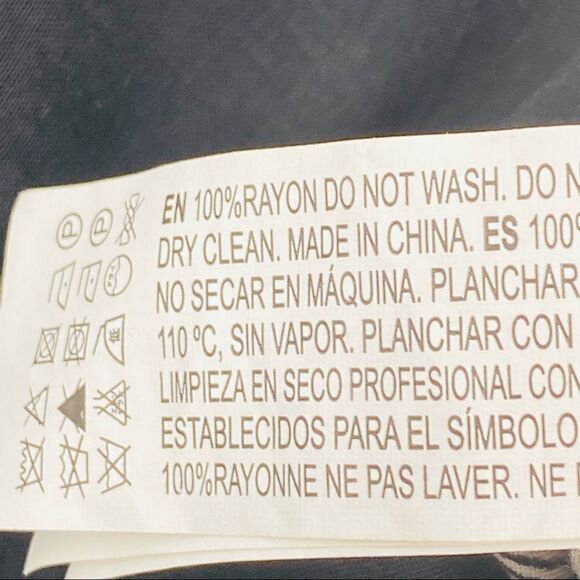 EN 100%RAYON DO NOT WASH. DO N
DRY CLEAN. MADE IN CHINA. ES 100%
NO SECAR EN MÁQUINA. PLANCHAR
110 ºC, SIN VAPOR. PLANCHAR CON
LIMPIEZA EN SECO PROFESIONAL CON
ESTABLECIDOS PARA EL SÍMBOLO
100%RAYONNE NE PAS LAVER. NE
P P